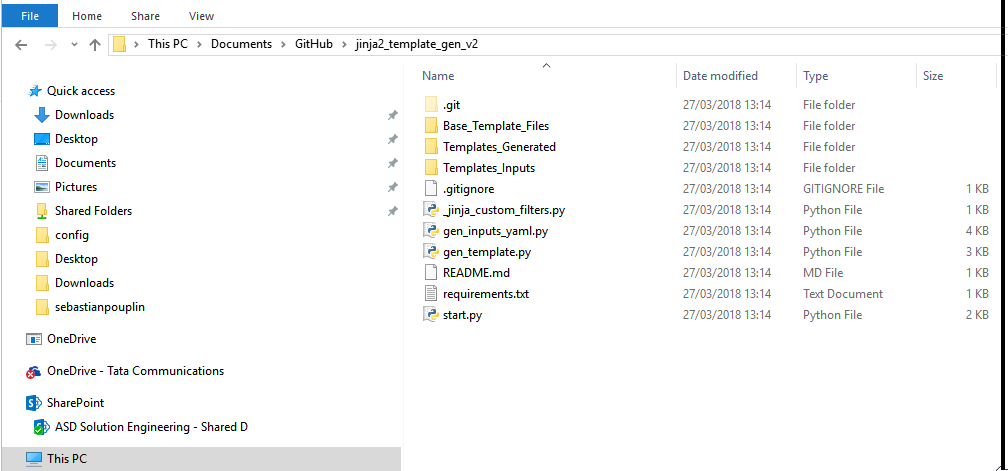 File Home Share View
This PC Documents GitHub jinja2_template_gen_v2
Quick access
Downloads
Desktop
Documents
Pictures
Shared Folders
config
Desktop
Downloads
sebastianpouplin
OneDrive
OneDrive - Tata Communications
SharePoint
ASD Solution Engineering - Shared D
This PC
Name Date modified Type Size
.git 27/03/2018 13:14 File folder
Base_Template_Files 27/03/2018 13:14 File folder
Templates_Generated 27/03/2018 13:14 File folder
Templates_Inputs 27/03/2018 13:14 File folder
.gitignore 27/03/2018 13:14 GITIGNORE File 1 KB
_jinja_custom_filters.py 27/03/2018 13:14 Python File 1 KB
gen_inputs_yaml.py 27/03/2018 13:14 Python File 4 KB
gen_template.py 27/03/2018 13:14 Python File 3 KB
README.md 27/03/2018 13:14 MD File 1 KB
requirements.txt 27/03/2018 13:14 Text Document 1 KB
start.py 27/03/2018 13:14 Python File 2 KB